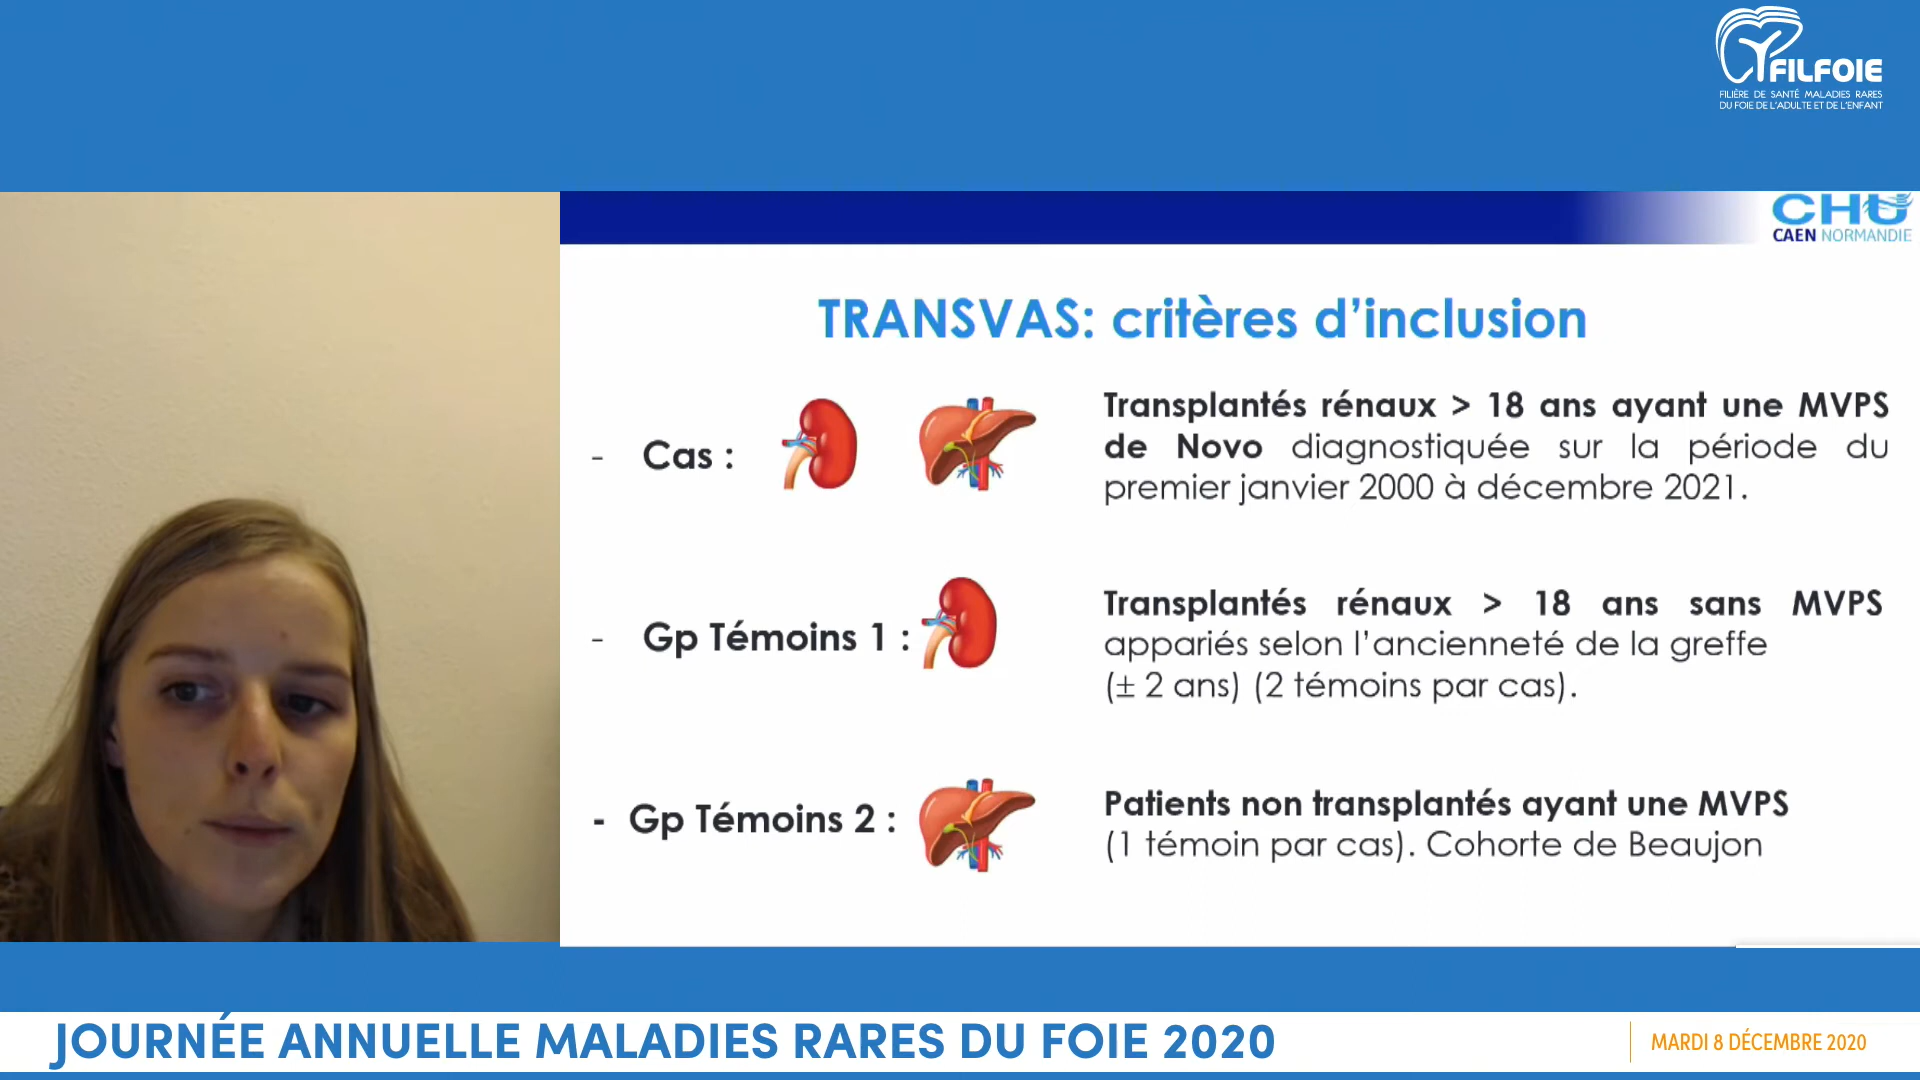 FILFOIE
FILIÈRE DE SANTÉ MALADIES RARES
DU FOIE DE L'ADULTE ET DE L'ENFANT
CHU
CAEN NORMANDIE
TRANSVAS: critères d'inclusion
- Cas :
Transplantés rénaux > 18 ans ayant une MVPS
de Novo diagnostiquée sur la période du
premier janvier 2000 à décembre 2021.
- Gp Témoins 1 :
Transplantés rénaux > 18 ans sans MVPS
appariés selon l'ancienneté de la greffe
(± 2 ans) (2 témoins par cas).
- Gp Témoins 2 :
Patients non transplantés ayant une MVPS
(1 témoin par cas). Cohorte de Beaujon
JOURNÉE ANNUELLE MALADIES RARES DU FOIE 2020
MARDI 8 DÉCEMBRE 2020